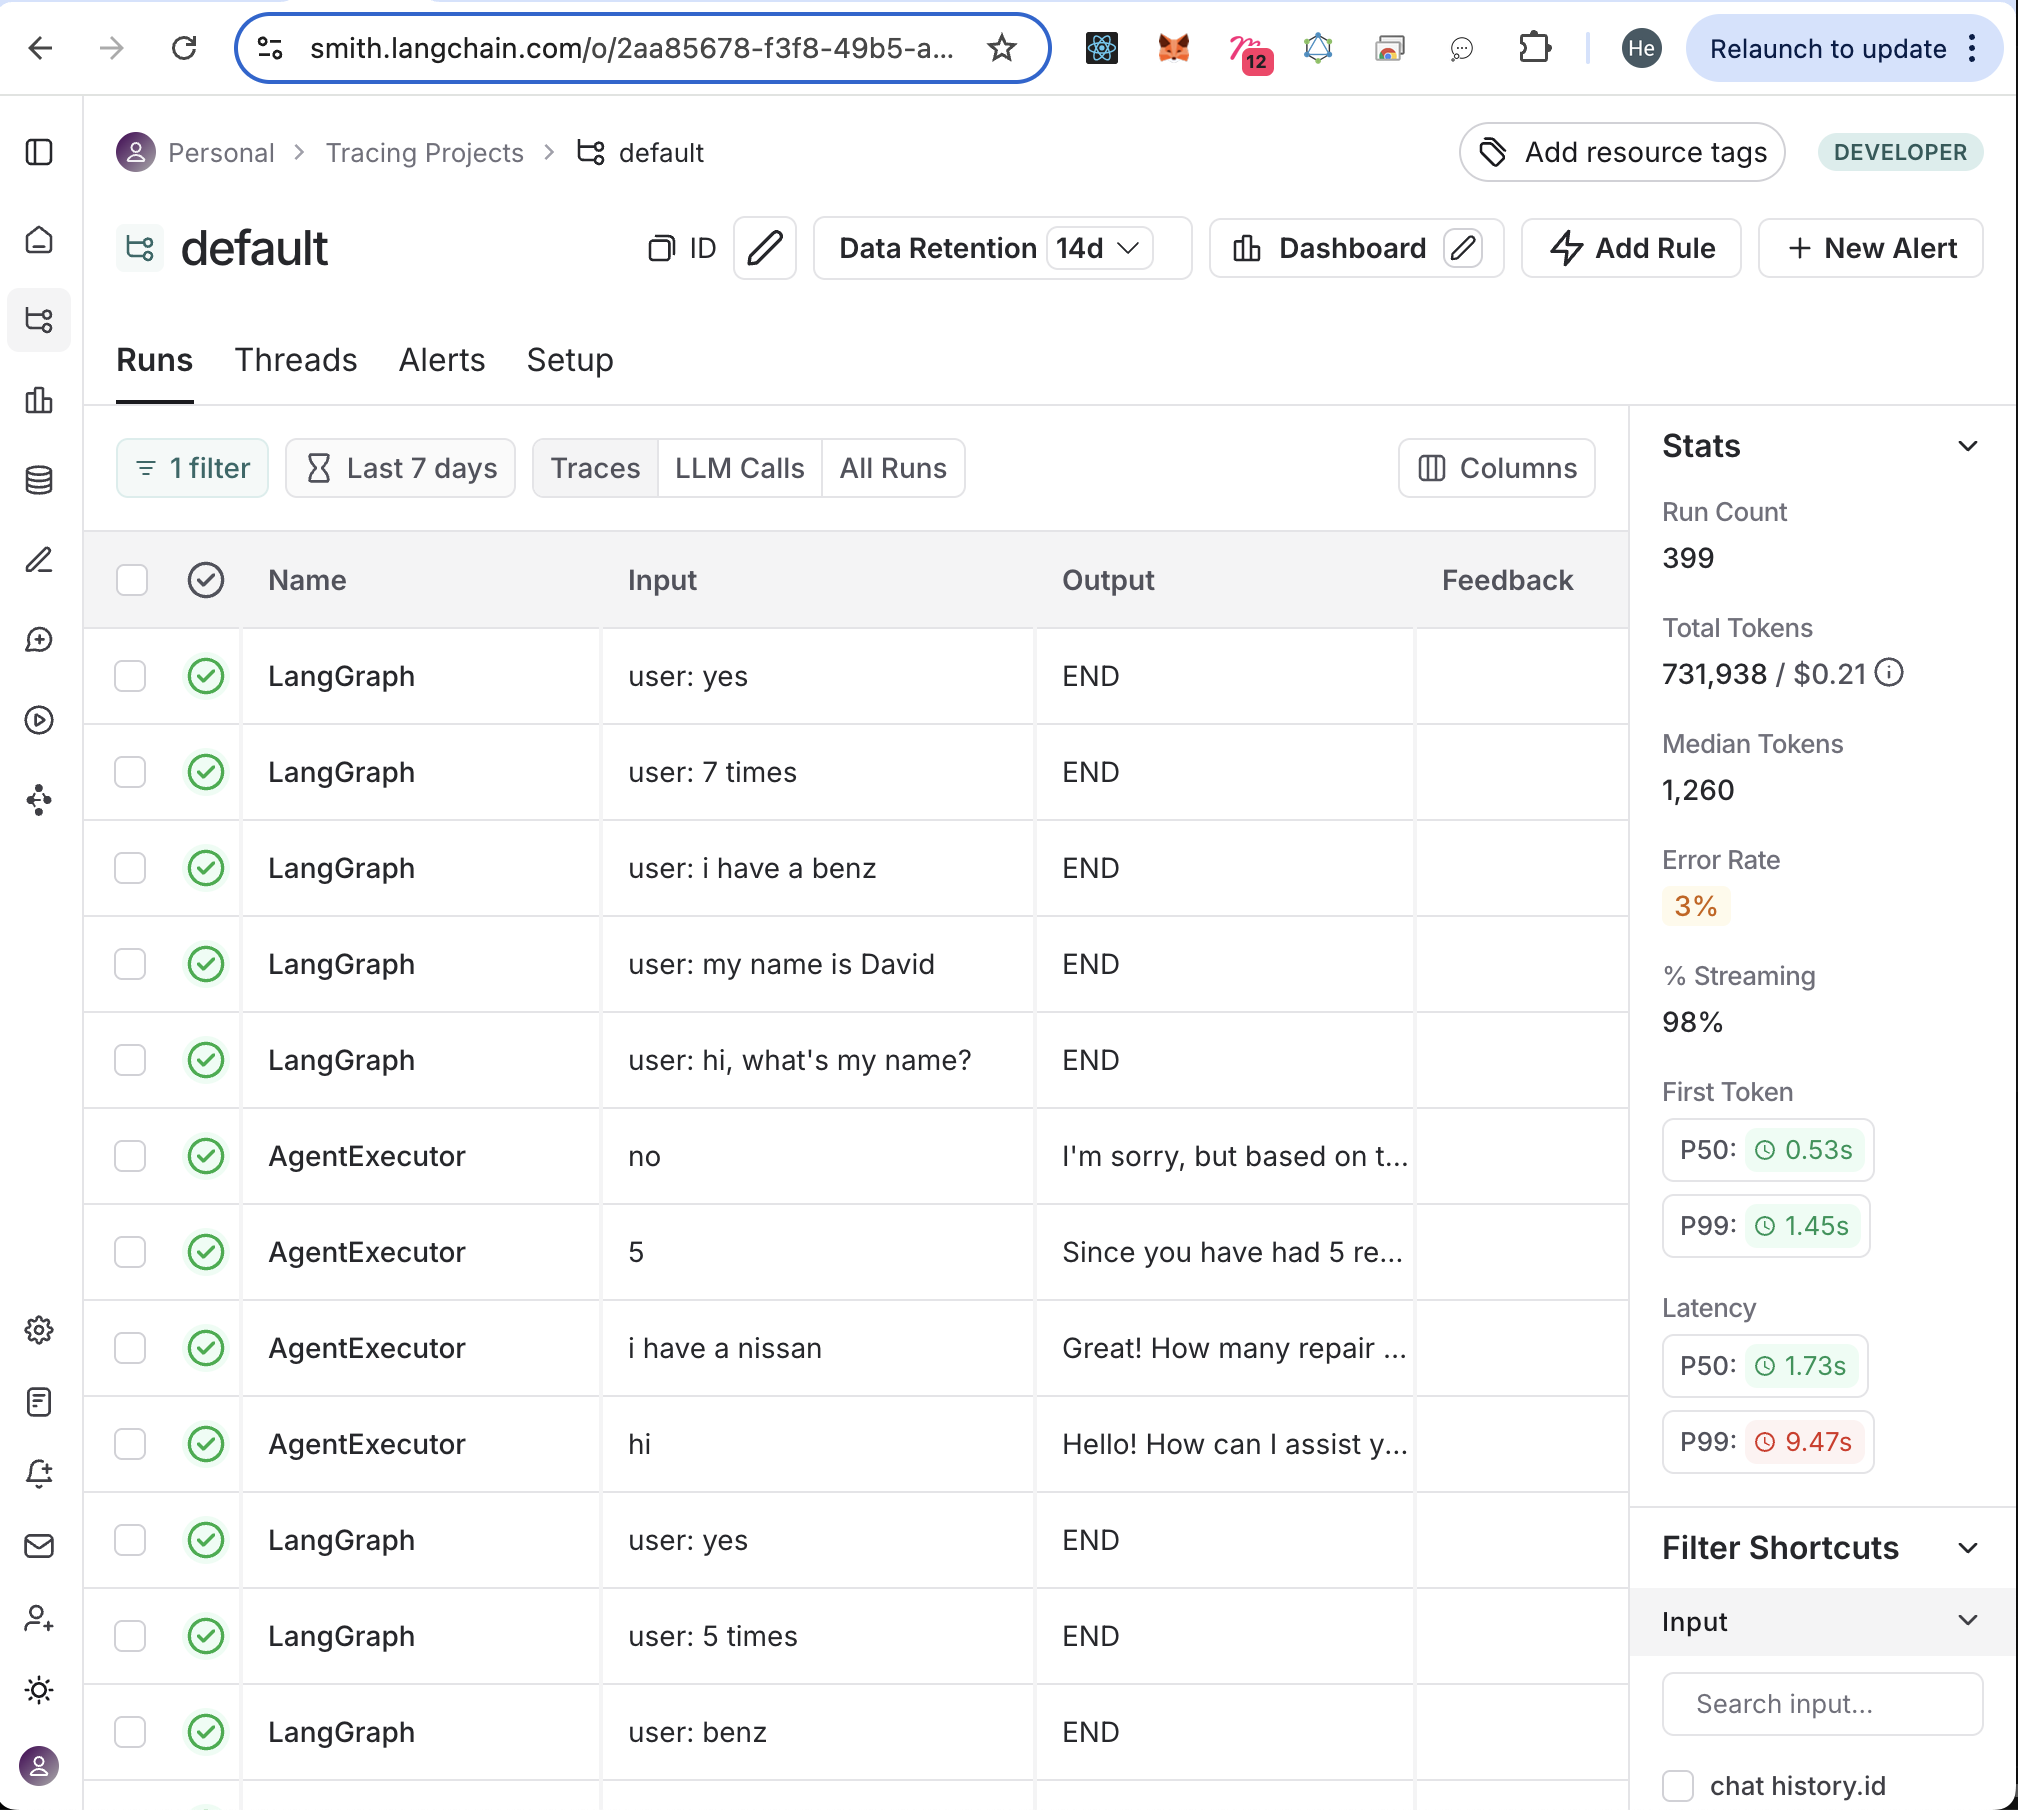 smith.langchain.com/o/2aa85678-f3f8-49b5-a...
12
He
Relaunch to update
Personal
Tracing Projects
default
Add resource tags
DEVELOPER
default
ID
Data Retention 14d
Dashboard
Add Rule
+ New Alert
Runs
Threads
Alerts
Setup
1 filter
Last 7 days
Traces
LLM Calls
All Runs
Columns
Name
Input
Output
Feedback
LangGraph
user: yes
END
LangGraph
user: 7 times
END
LangGraph
user: i have a benz
END
LangGraph
user: my name is David
END
LangGraph
user: hi, what's my name?
END
AgentExecutor
no
I'm sorry, but based on t...
AgentExecutor
5
Since you have had 5 re...
AgentExecutor
i have a nissan
Great! How many repair ...
AgentExecutor
hi
Hello! How can I assist y...
LangGraph
user: yes
END
LangGraph
user: 5 times
END
LangGraph
user: benz
END
Stats
Run Count
399
Total Tokens
731,938 / $0.21
Median Tokens
1,260
Error Rate
3%
% Streaming
98%
First Token
P50: 0.53s
P99: 1.45s
Latency
P50: 1.73s
P99: 9.47s
Filter Shortcuts
Input
Search input...
chat history.id